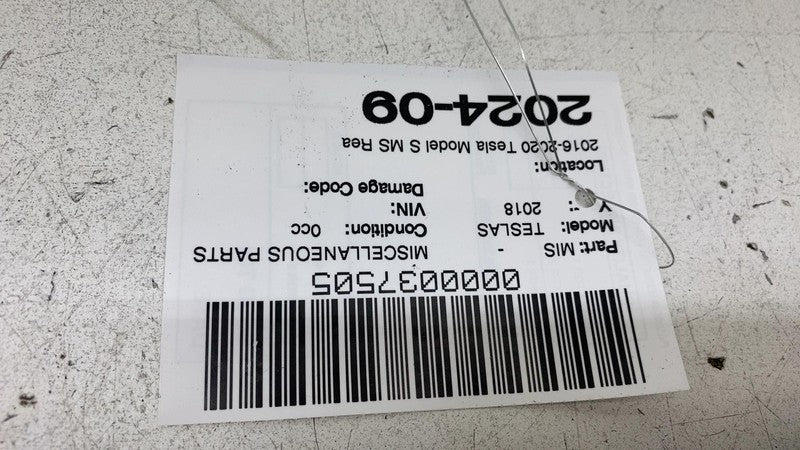 0000037505
Part: MIS - MISCELLANEOUS PARTS
Model: TESLAS Condition: 0cc
Y 2018 VIN:
Damage Code:
Location:
2016-2020 Tesla Model S MS Rea
2024-09